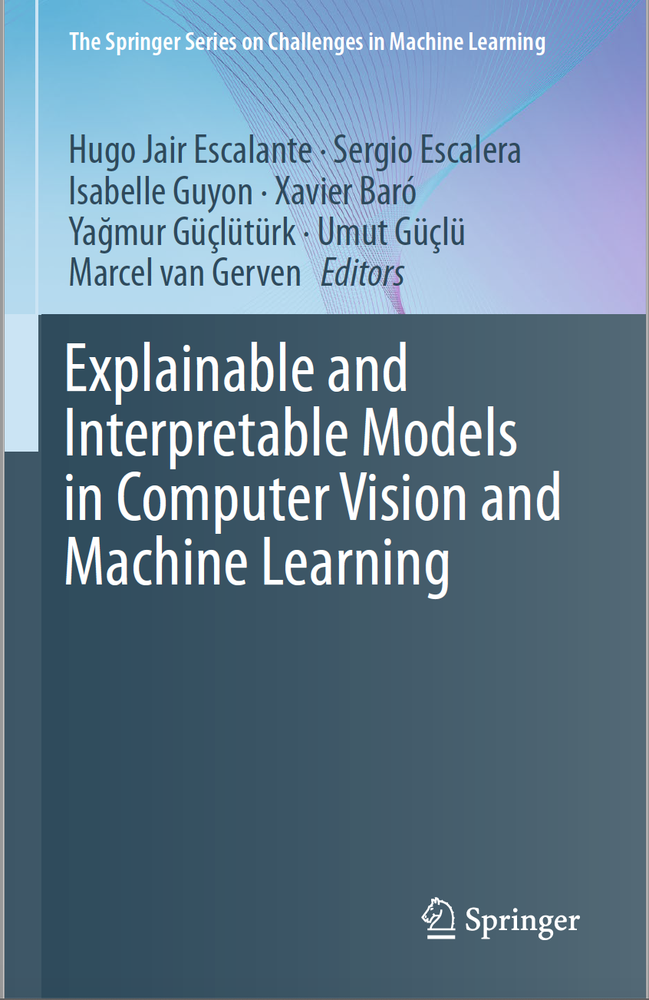 The Springer Series on Challenges in Machine Learning
Hugo Jair Escalante · Sergio Escalera
Isabelle Guyon · Xavier Baró
Yağmur Güçlütürk · Umut Güçlü
Marcel van Gerven Editors
Explainable and
Interpretable Models
in Computer Vision and
Machine Learning
Springer